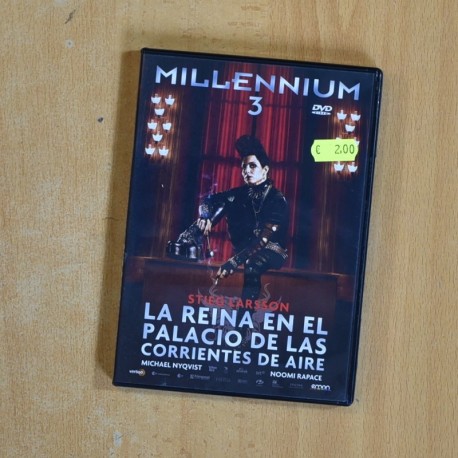 MILLENNIUM
3
DVD
€ 2,00
STIEG LARSSON
LA REINA EN EL
PALACIO DE LAS
CORRIENTES DE AIRE
MICHAEL NYQVIST
NOOMI RAPACE